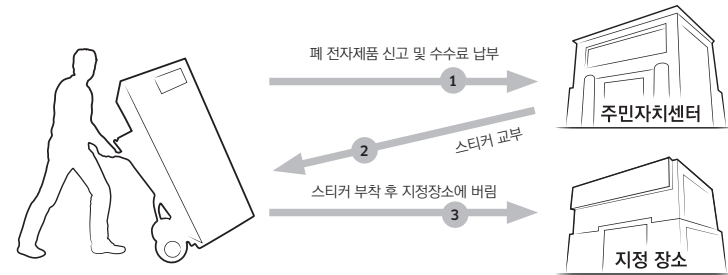 폐 전자제품 신고 및 수수료 납부
1
주민자치센터
스티커 교부
2
스티커 부착 후 지정장소에 버림
3
지정 장소